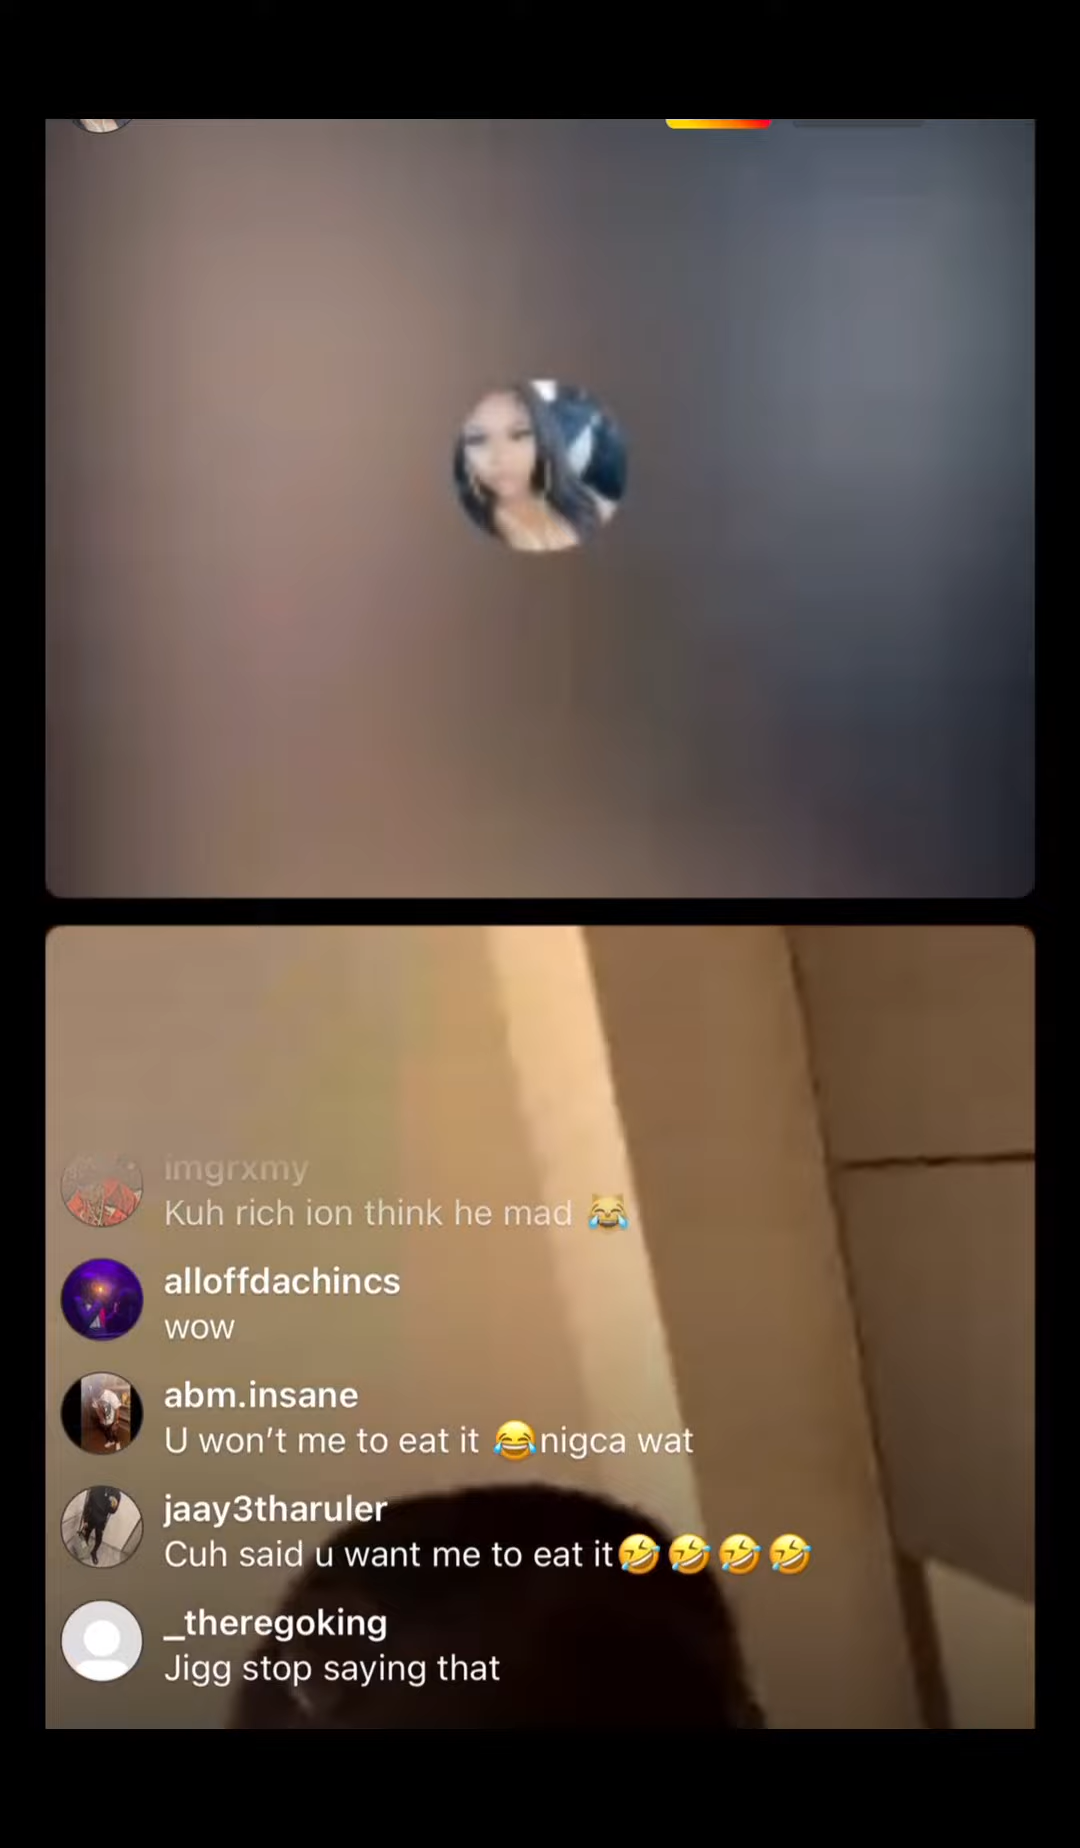 imgrxmy
Kuh rich ion think he mad 😹
alloffdachincs
wow
abm.insane
U won't me to eat it 😂nigca wat
jaay3tharuler
Cuh said u want me to eat it🤣🤣🤣🤣
_theregoking
Jigg stop saying that